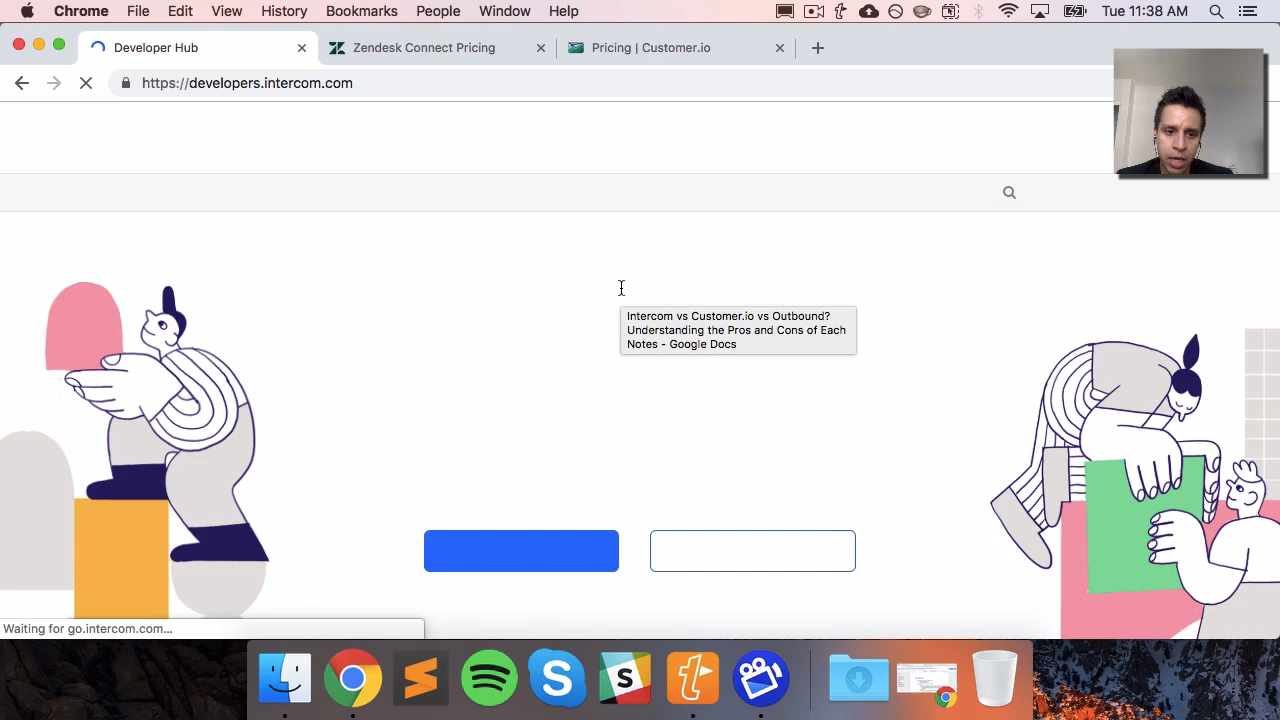 Chrome File Edit View History Bookmarks People Window Help Tue 11:38 AM
Developer Hub Zendesk Connect Pricing Pricing | Customer.io
https://developers.intercom.com
Intercom vs Customer.io vs Outbound?
Understanding the Pros and Cons of Each
Notes - Google Docs
Waiting for go.intercom.com...